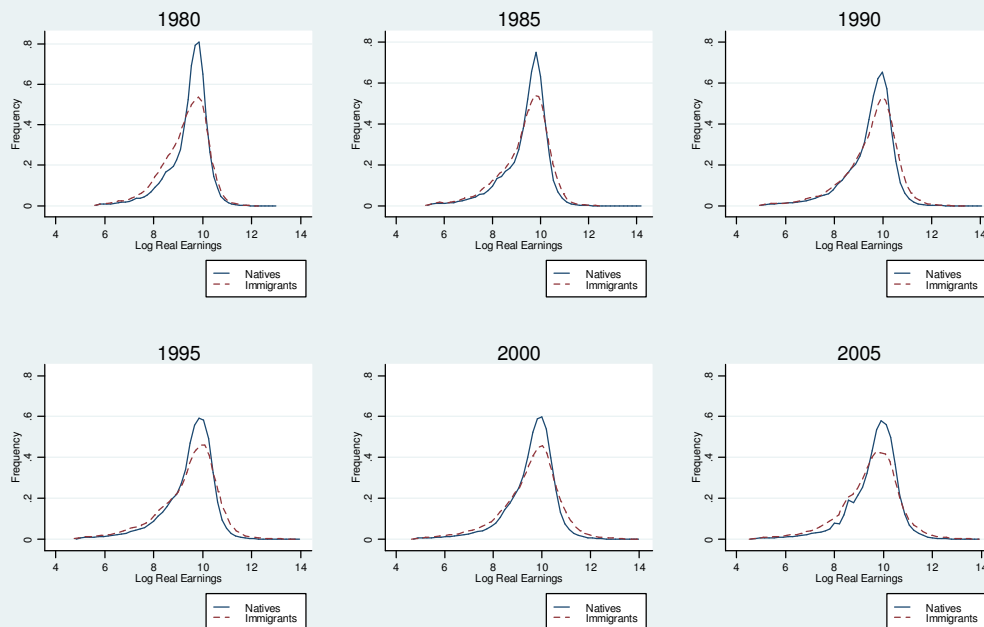 1980
.8
.6
.4
.2
0
Frequency
4 6 8 10 12 14
Log Real Earnings
Natives
Immigrants
1985
.8
.6
.4
.2
0
Frequency
4 6 8 10 12 14
Log Real Earnings
Natives
Immigrants
1990
.8
.6
.4
.2
0
Frequency
4 6 8 10 12 14
Log Real Earnings
Natives
Immigrants
1995
.8
.6
.4
.2
0
Frequency
4 6 8 10 12 14
Log Real Earnings
Natives
Immigrants
2000
.8
.6
.4
.2
0
Frequency
4 6 8 10 12 14
Log Real Earnings
Natives
Immigrants
2005
.8
.6
.4
.2
0
Frequency
4 6 8 10 12 14
Log Real Earnings
Natives
Immigrants